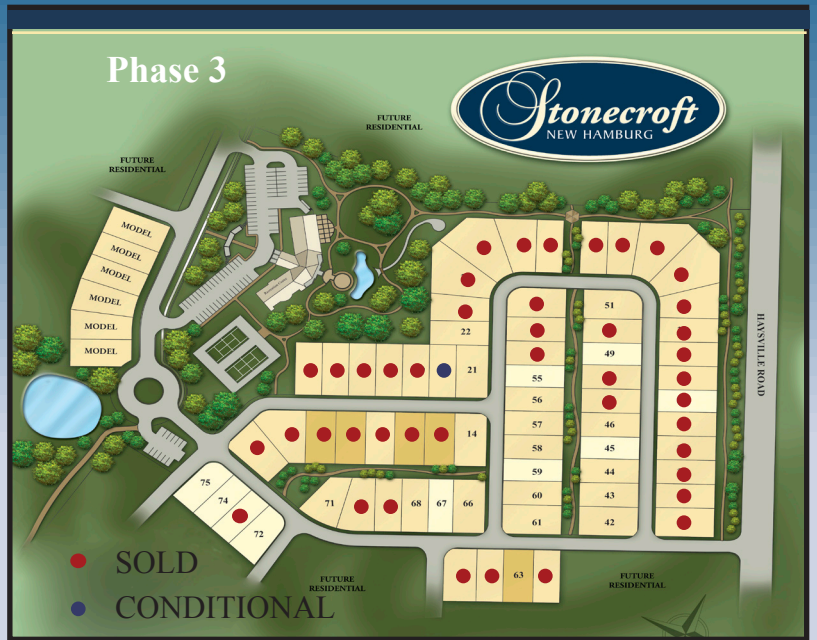 Phase 3
Stonecroft
NEW HAMBURG
FUTURE
RESIDENTIAL
FUTURE
RESIDENTIAL
MODEL
MODEL
MODEL
MODEL
MODEL
MODEL
HAYSVILLE ROAD
22
21
14
51
49
55
56
57
58
59
60
61
46
45
44
43
42
75
74
72
71
68
67
66
63
SOLD
CONDITIONAL
FUTURE
RESIDENTIAL
FUTURE
RESIDENTIAL